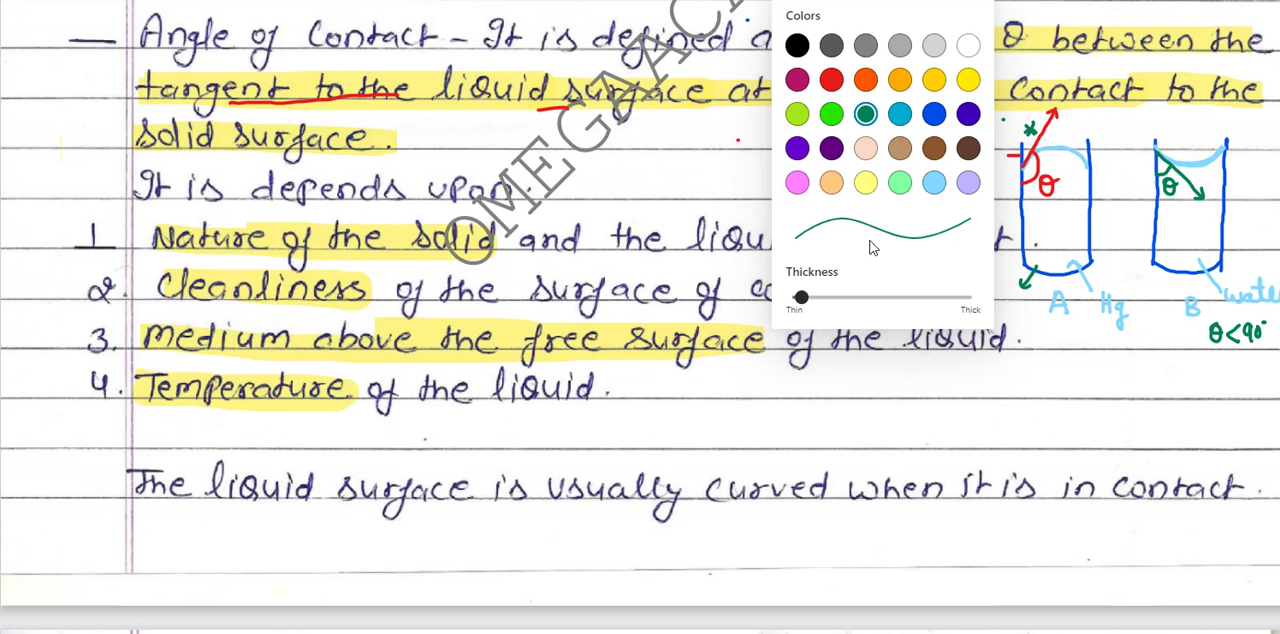 — Angle of Contact - It is defined a θ between the
tangent to the liquid surface at Contact to the
solid surface.
It is depends upon
1 Nature of the solid and the liqu t.
2. Cleanliness of the surface of co
3. Medium above the free surface of the liquid.
4. Temperature of the liquid.
The liquid surface is usually curved when it is in contact.
OMEGAAC
Colors
Thickness
Thin Thick
* θ θ
A Hg B water
θ<90°